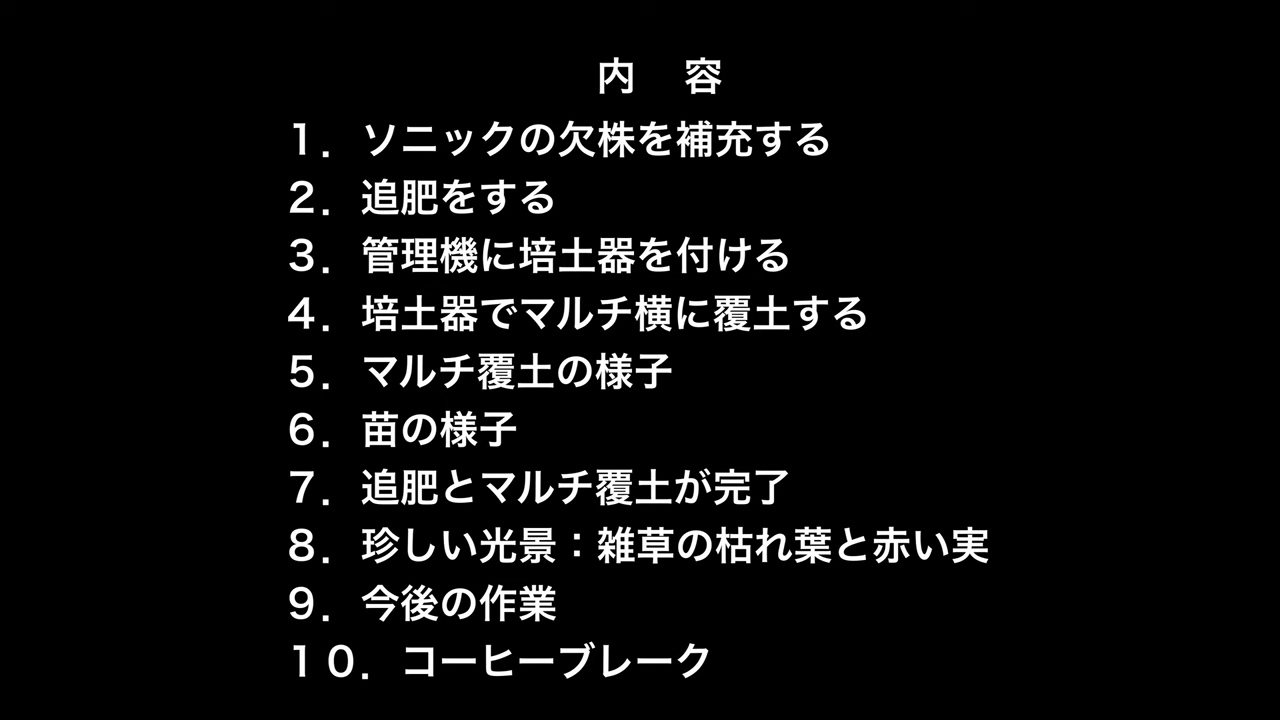 内　容
１．ソニックの欠株を補充する
２．追肥をする
３．管理機に培土器を付ける
４．培土器でマルチ横に覆土する
５．マルチ覆土の様子
６．苗の様子
７．追肥とマルチ覆土が完了
８．珍しい光景：雑草の枯れ葉と赤い実
９．今後の作業
１０．コーヒーブレーク